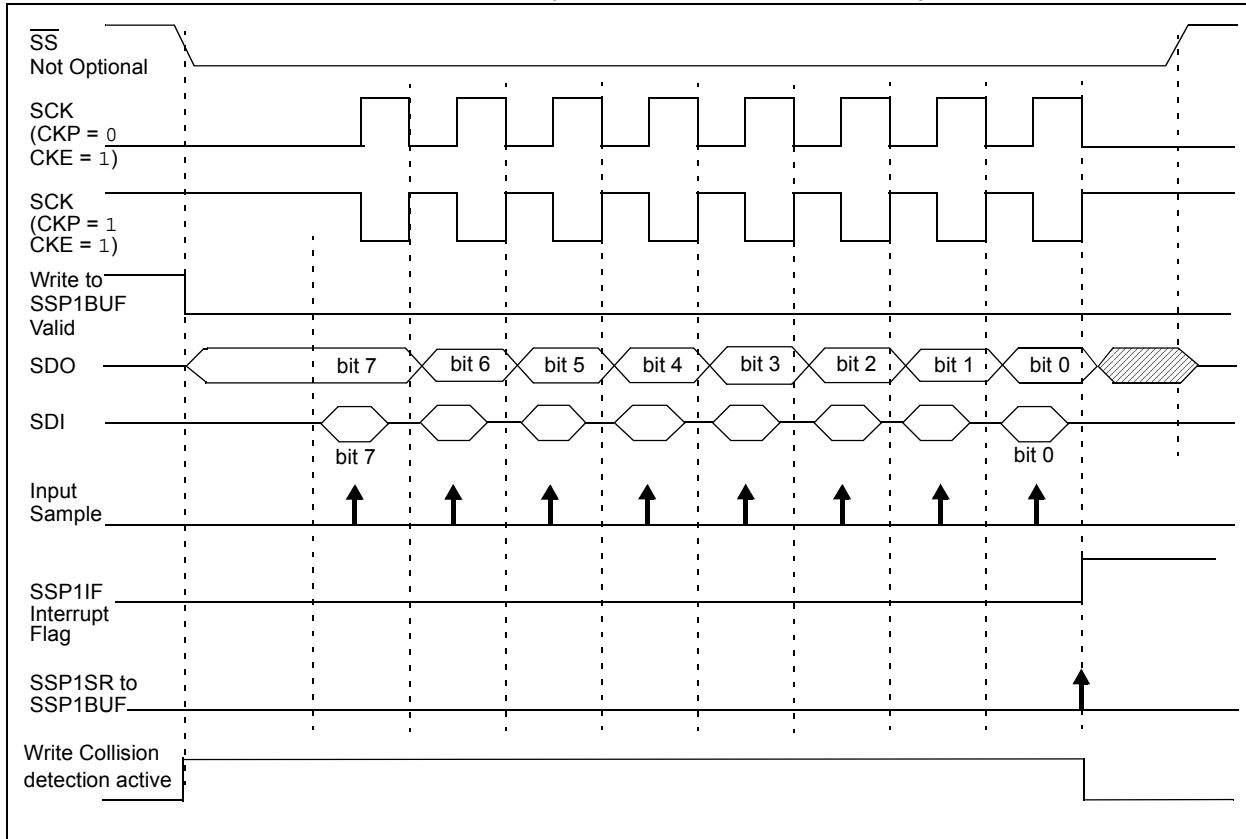 SS
Not Optional
SCK
(CKP = 0
CKE = 1)
SCK
(CKP = 1
CKE = 1)
Write to
SSP1BUF
Valid
SDO
bit 7 bit 6 bit 5 bit 4 bit 3 bit 2 bit 1 bit 0
SDI
bit 7 bit 0
Input
Sample
SSP1IF
Interrupt
Flag
SSP1SR to
SSP1BUF
Write Collision
detection active